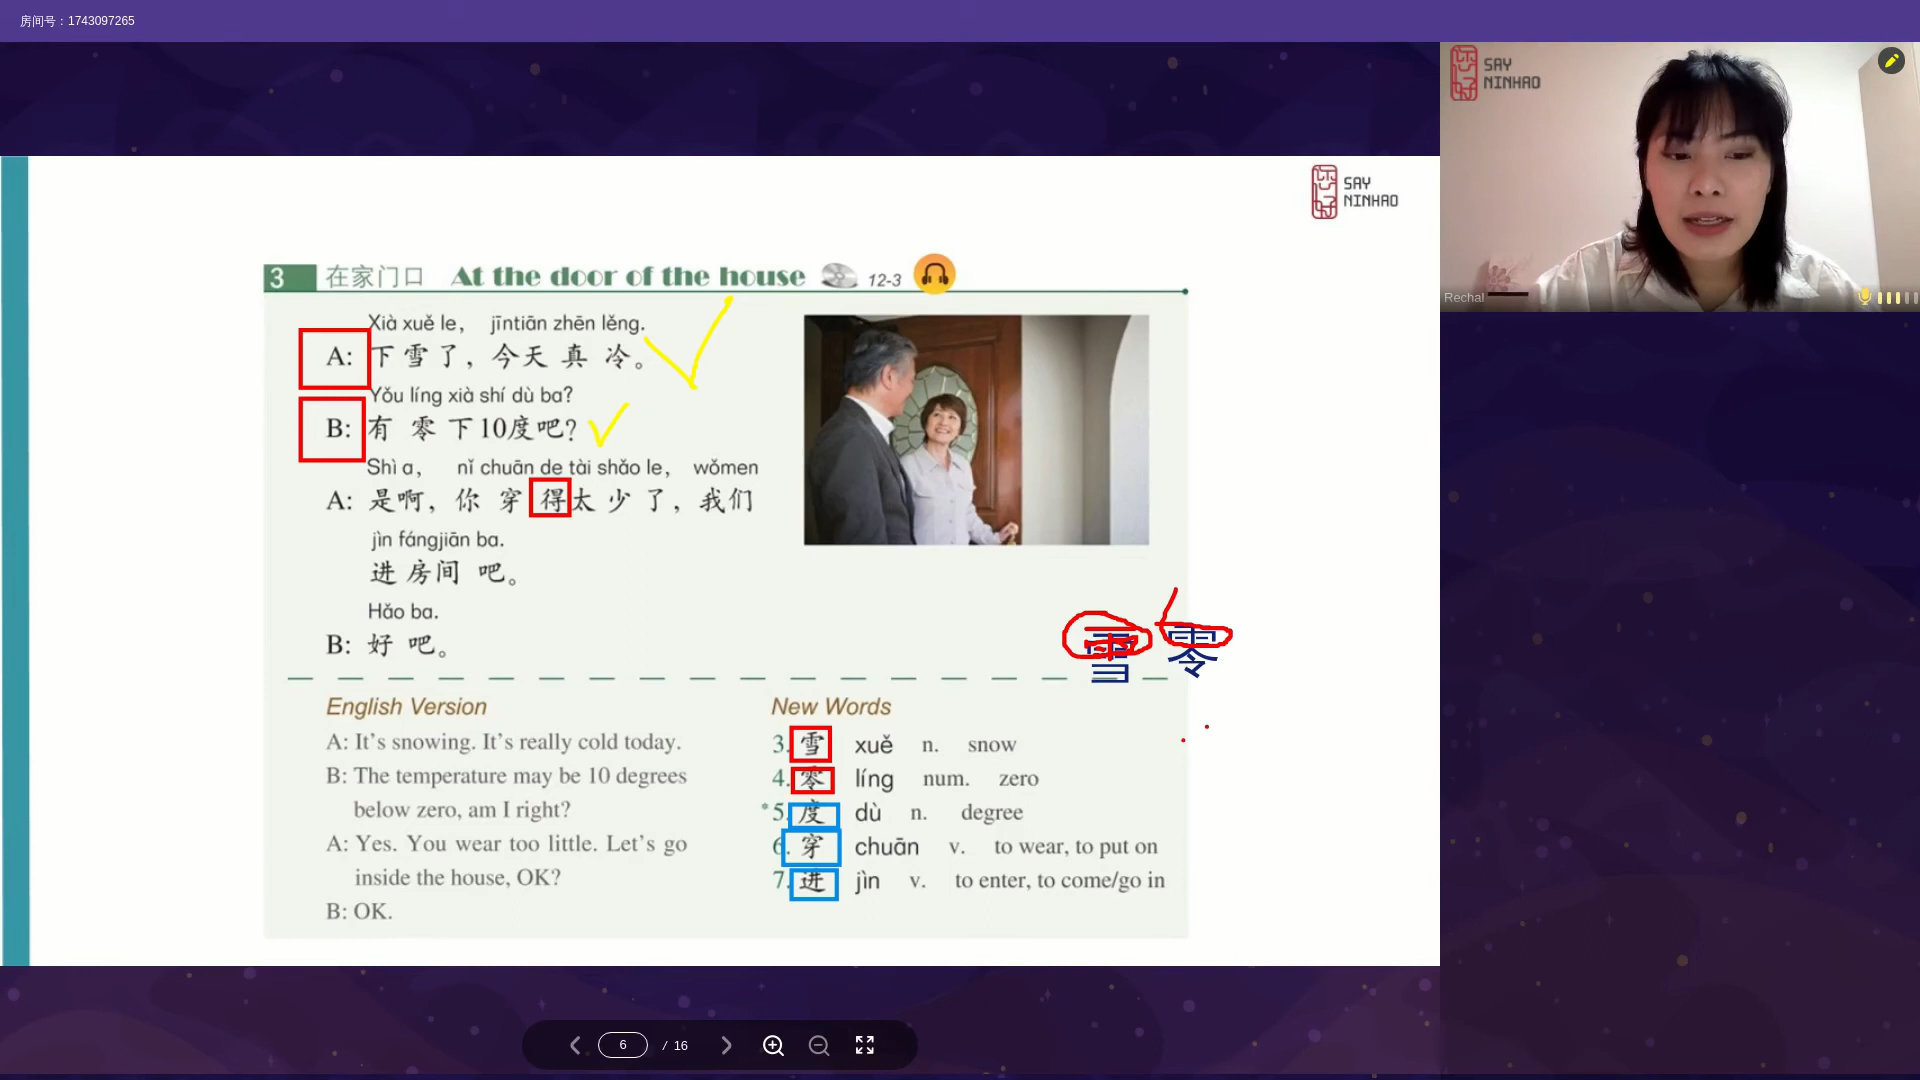 房间号：1743097265
SAY
NINHAO
Rechal
SAY
NINHAO
3 在家门口 At the door of the house 12-3
Xià xuě le, jīntiān zhēn lěng.
A: 下雪了，今天真冷。
Yǒu líng xià shí dù ba?
B: 有零下10度吧？
Shì a, nǐ chuān de tài shǎo le, wǒmen
A: 是啊，你穿得太少了，我们
jìn fángjiān ba.
进房间吧。
Hǎo ba.
B: 好吧。
雪 零
English Version
A: It's snowing. It's really cold today.
B: The temperature may be 10 degrees
below zero, am I right?
A: Yes. You wear too little. Let's go
inside the house, OK?
B: OK.
New Words
3. 雪 xuě n. snow
4. 零 líng num. zero
*5. 度 dù n. degree
6. 穿 chuān v. to wear, to put on
7. 进 jìn v. to enter, to come/go in
6 / 16